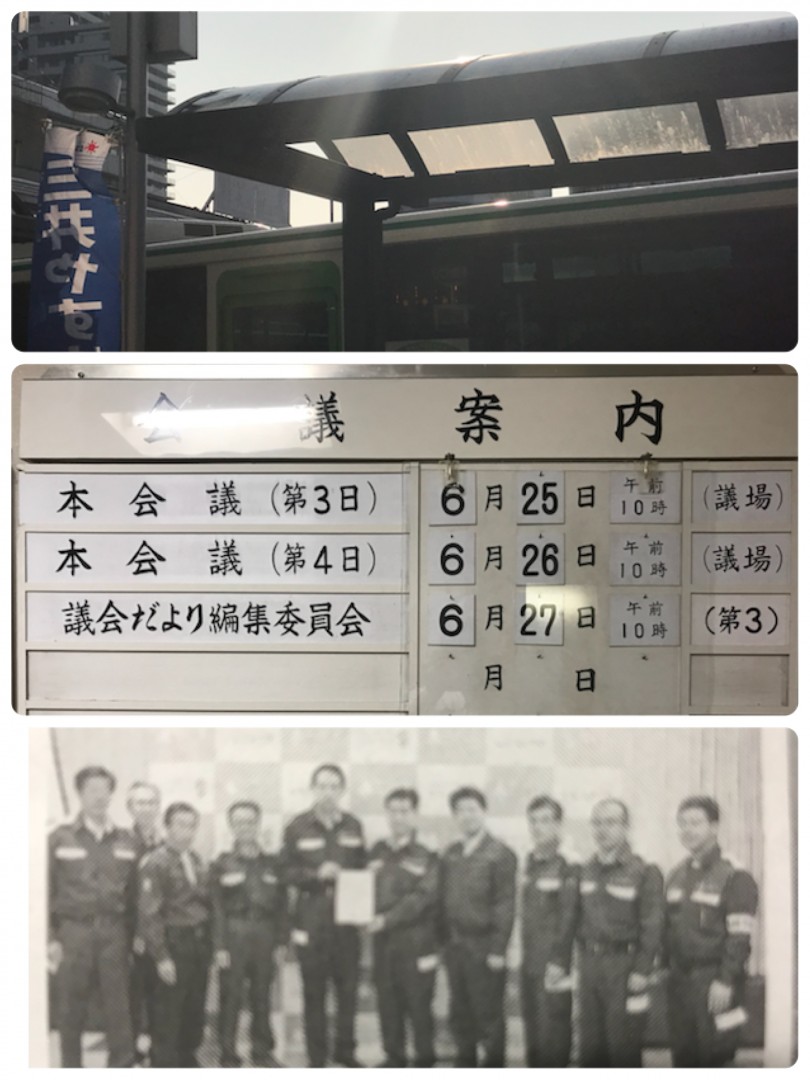 三井やす
会議案内
本会議(第3日) 6月25日 午前10時 (議場)
本会議(第4日) 6月26日 午前10時 (議場)
議会だより編集委員会 6月27日 午前10時 (第3)
月 日